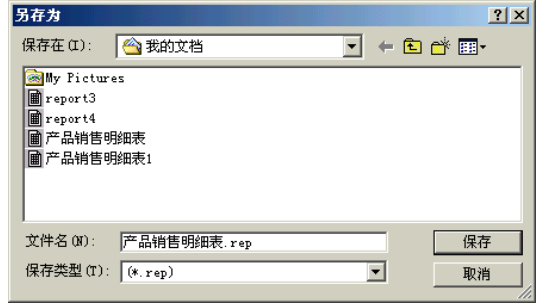 另存为
保存在(I):
我的文档
My Pictures
report3
report4
产品销售明细表
产品销售明细表1
文件名(N):
产品销售明细表.rep
保存
保存类型(T):
(*.rep)
取消